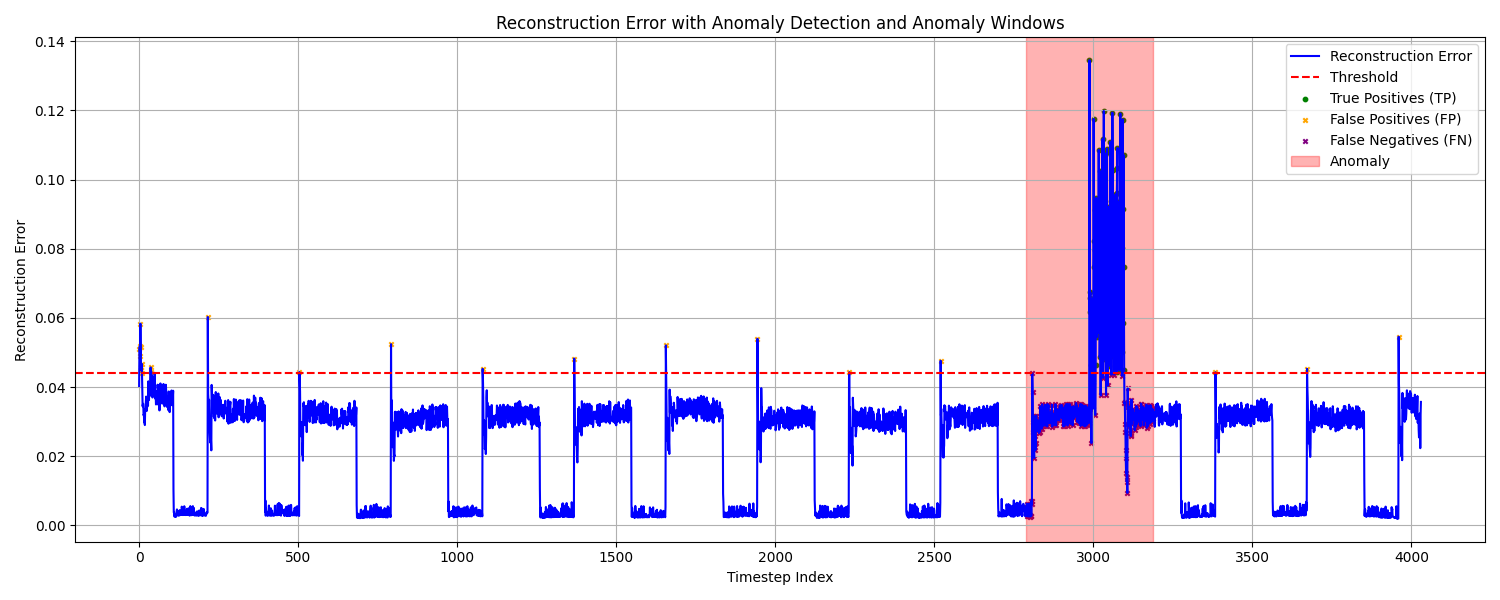 Reconstruction Error with Anomaly Detection and Anomaly Windows
Reconstruction Error
0.14
0.12
0.10
0.08
0.06
0.04
0.02
0.00
Reconstruction Error
Threshold
True Positives (TP)
False Positives (FP)
False Negatives (FN)
Anomaly
0 500 1000 1500 2000 2500 3000 3500 4000
Timestep Index